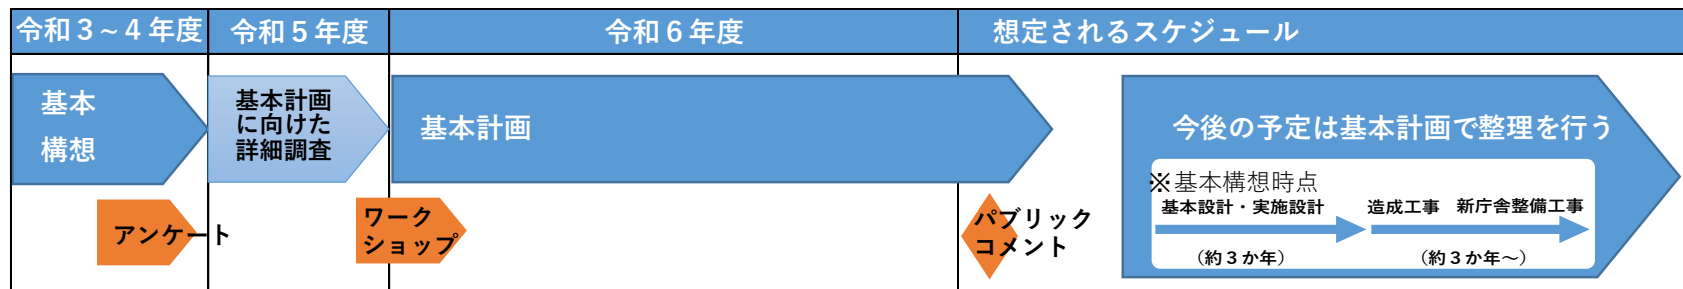 令和３~４年度
令和５年度
令和６年度
想定されるスケジュール
基本
構想
基本計画
に向けた
詳細調査
基本計画
今後の予定は基本計画で整理を行う
※基本構想時点
基本設計・実施設計
造成工事
新庁舎整備工事
（約３か年）
（約３か年～）
アンケート
ワーク
ショップ
パブリック
コメント